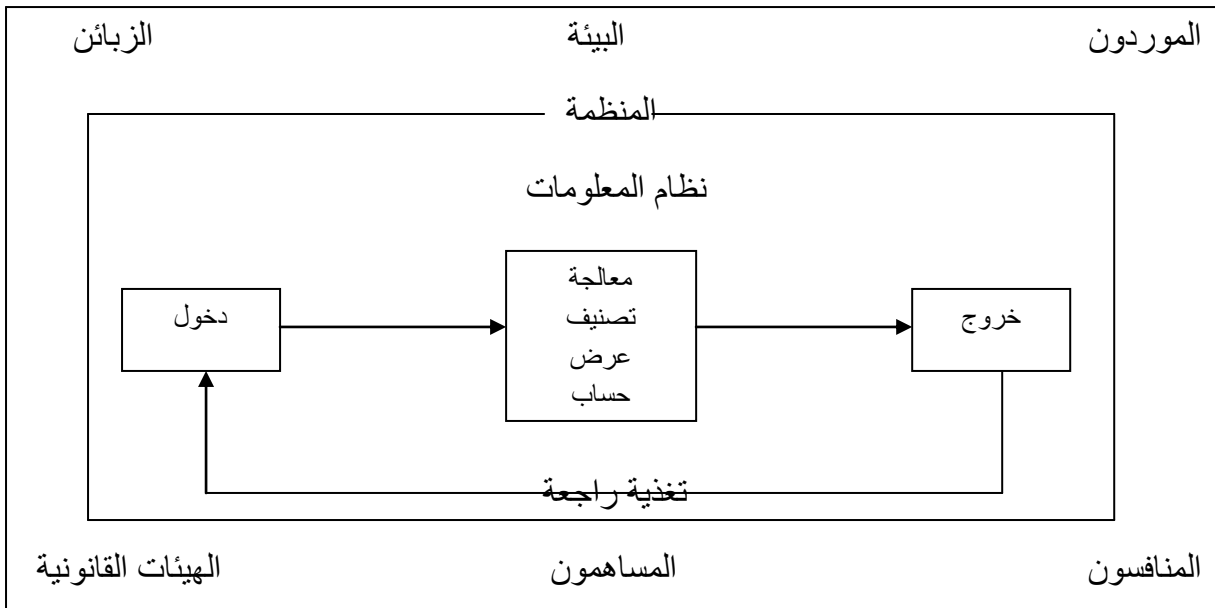 الموردون
البيئة
الزبائن
المنظمة
نظام المعلومات
دخول
معالجة
تصنيف
عرض
حساب
خروج
تغذية راجعة
المنافسون
المساهمون
الهيئات القانونية